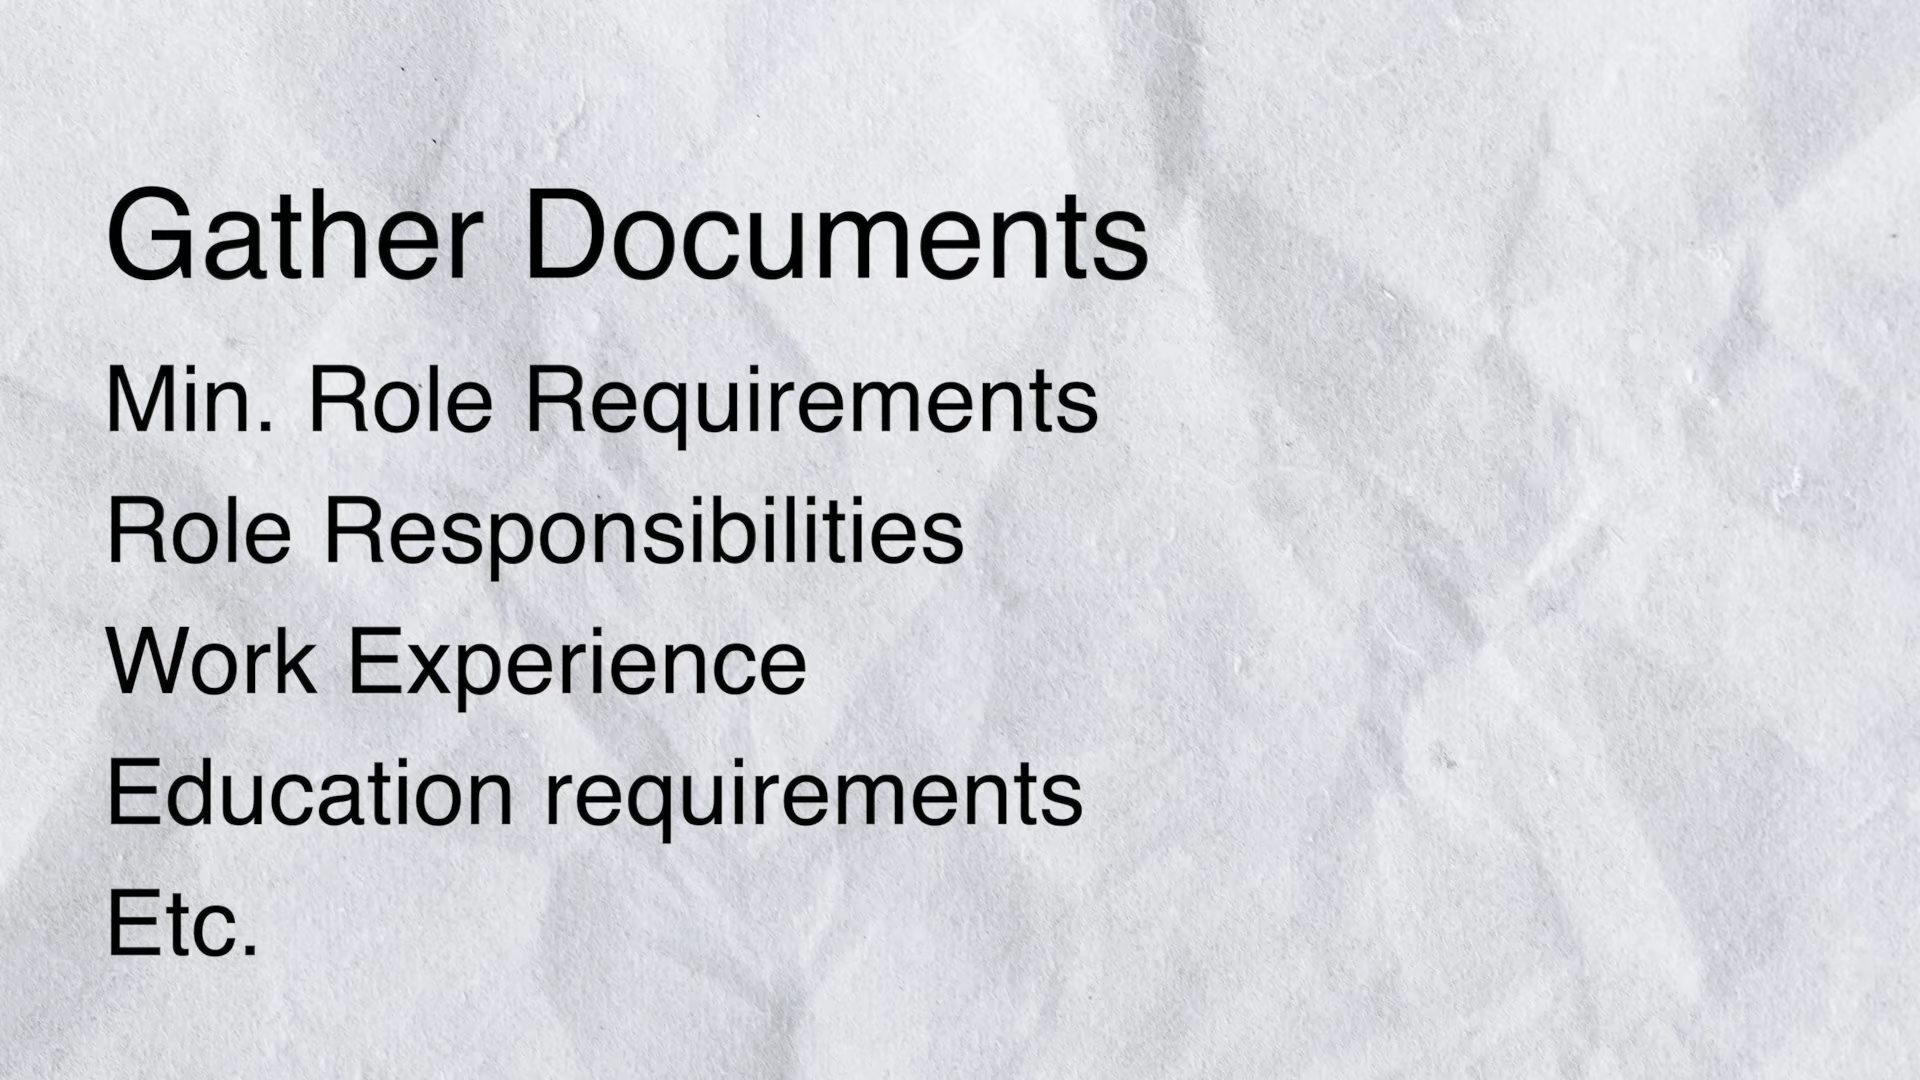 Gather Documents
Min. Role Requirements
Role Responsibilities
Work Experience
Education requirements
Etc.